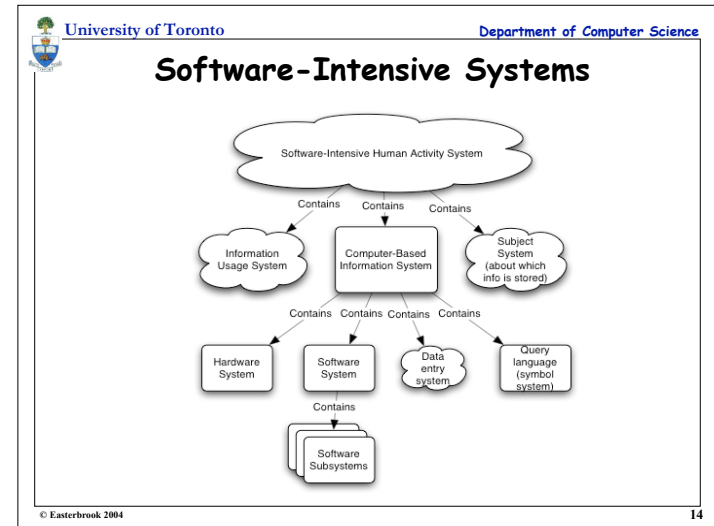 University of Toronto
Department of Computer Science
Software-Intensive Systems
Software-Intensive Human Activity System
Contains
Contains
Contains
Information
Usage System
Computer-Based
Information System
Subject
System
(about which
info is stored)
Contains
Contains
Contains
Contains
Hardware
System
Software
System
Data
entry
system
Query
language
(symbol
system)
Contains
Software
Subsystems
© Easterbrook 2004
14